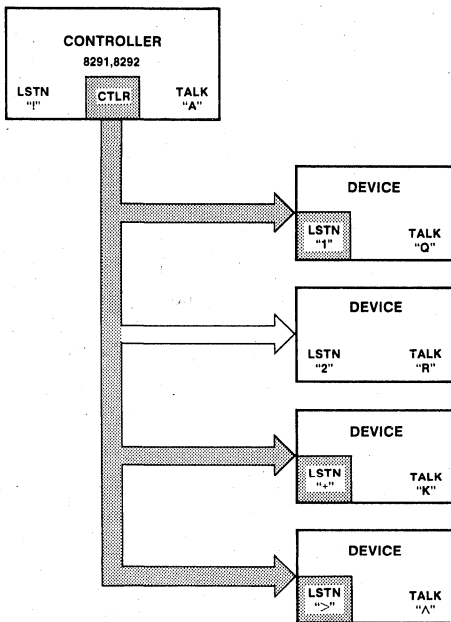 CONTROLLER
8291,8292
LSTN
"!"
CTLR
TALK
"A"
DEVICE
LSTN
"1"
TALK
"Q"
DEVICE
LSTN
"2"
TALK
"R"
DEVICE
LSTN
"+"
TALK
"K"
DEVICE
LSTN
">"
TALK
"^"